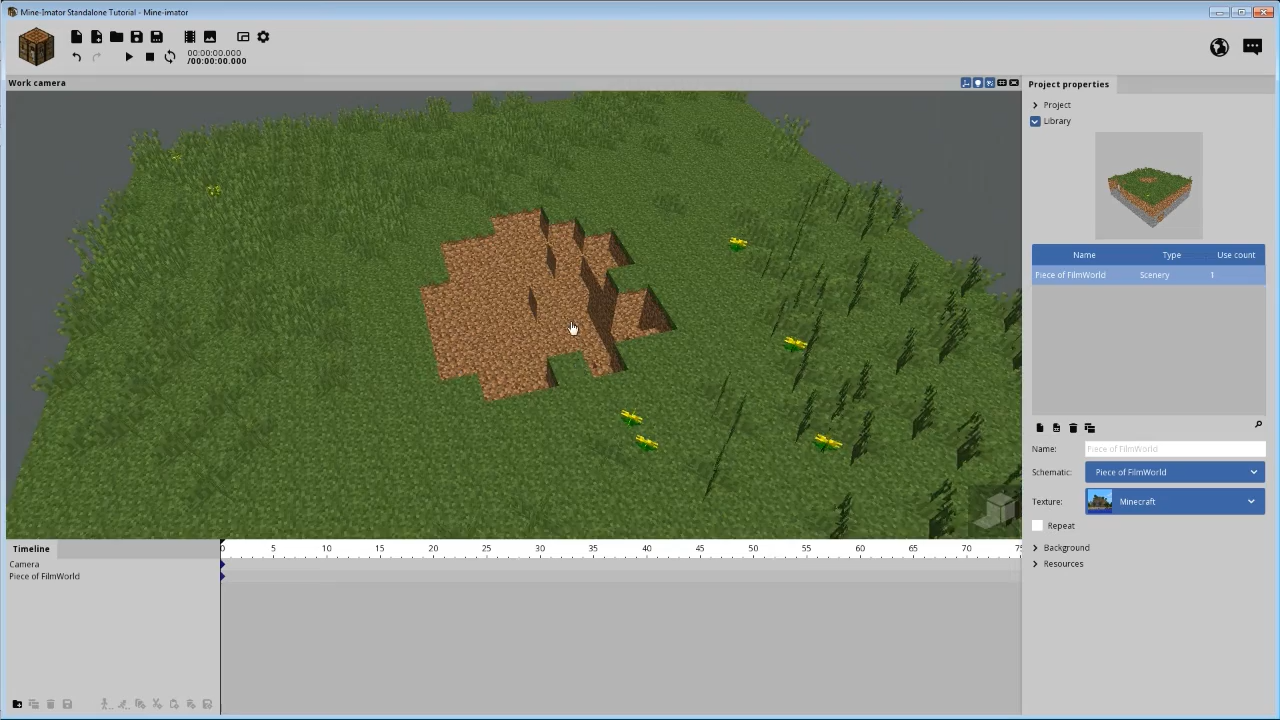 Mine-Imator Standalone Tutorial - Mine-imator
00:00:00.000
/00:00:00.000
Work camera
Project properties
Project
Library
Name Type Use count
Piece of FilmWorld Scenery 1
Name: Piece of FilmWorld
Schematic: Piece of FilmWorld
Texture: Minecraft
Repeat
Background
Resources
Timeline
0 5 10 15 20 25 30 35 40 45 50 55 60 65 70 75
Camera
Piece of FilmWorld